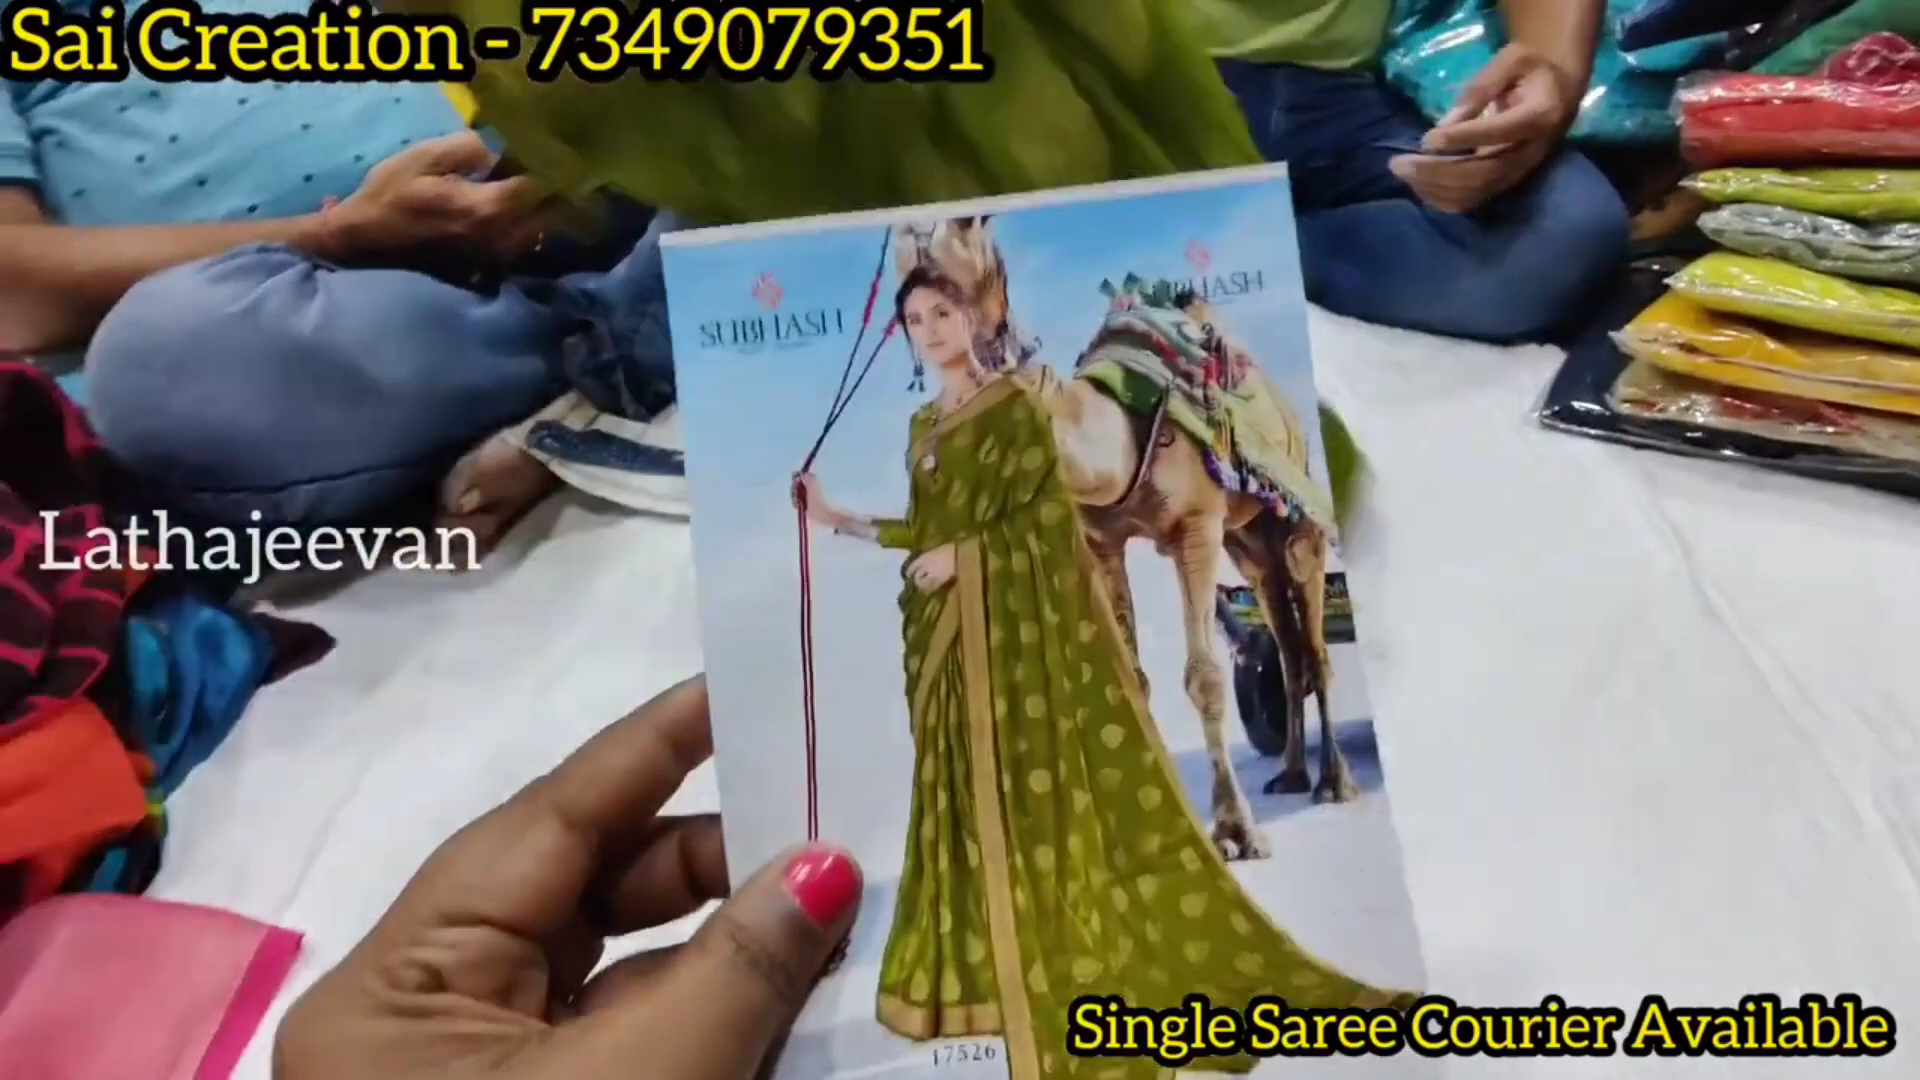 Sai Creation - 7349079351
SUBHASH
SUBHASH
Lathajeevan
17526
Single Saree Courier Available